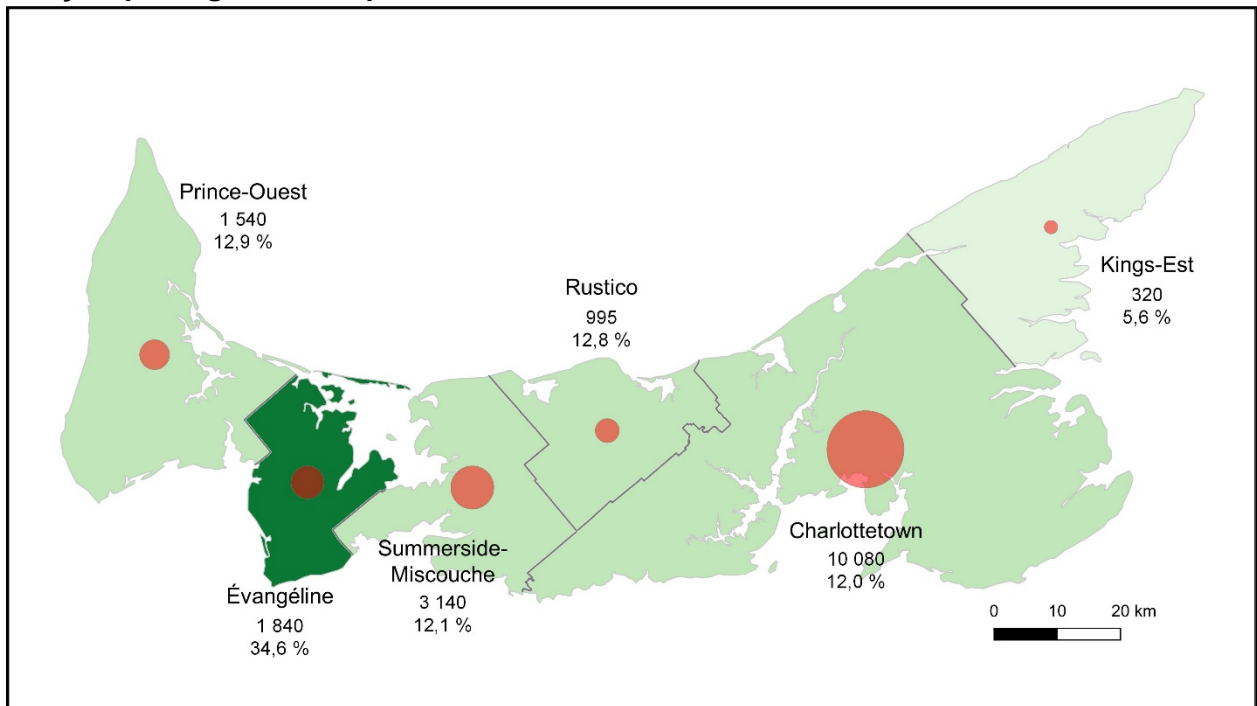 Prince-Ouest
1 540
12,9 %
Rustico
995
12,8 %
Kings-Est
320
5,6 %
Évangéline
1 840
34,6 %
Summerside-
Miscouche
3 140
12,1 %
Charlottetown
10 080
12,0 %
0 10 20 km